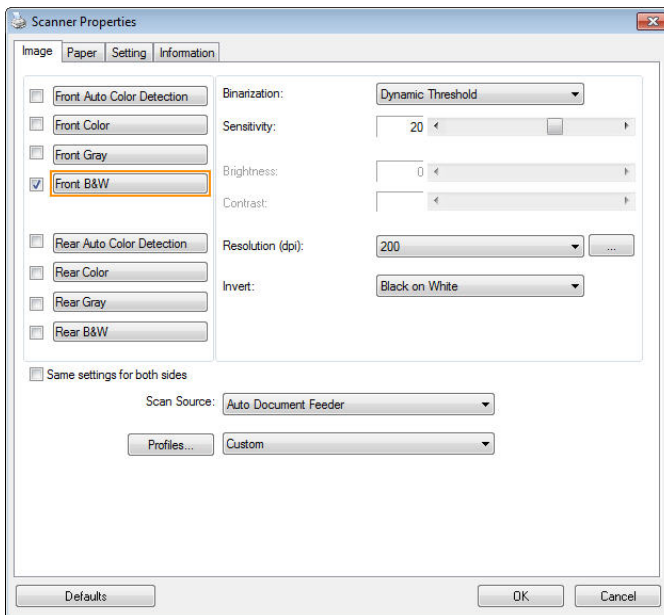 Scanner Properties
Image Paper Setting Information
Front Auto Color Detection
Front Color
Front Gray
Front B&W
Rear Auto Color Detection
Rear Color
Rear Gray
Rear B&W
Binarization: Dynamic Threshold
Sensitivity: 20
Brightness: 0
Contrast:
Resolution (dpi): 200 ...
Invert: Black on White
Same settings for both sides
Scan Source: Auto Document Feeder
Profiles... Custom
Defaults OK Cancel